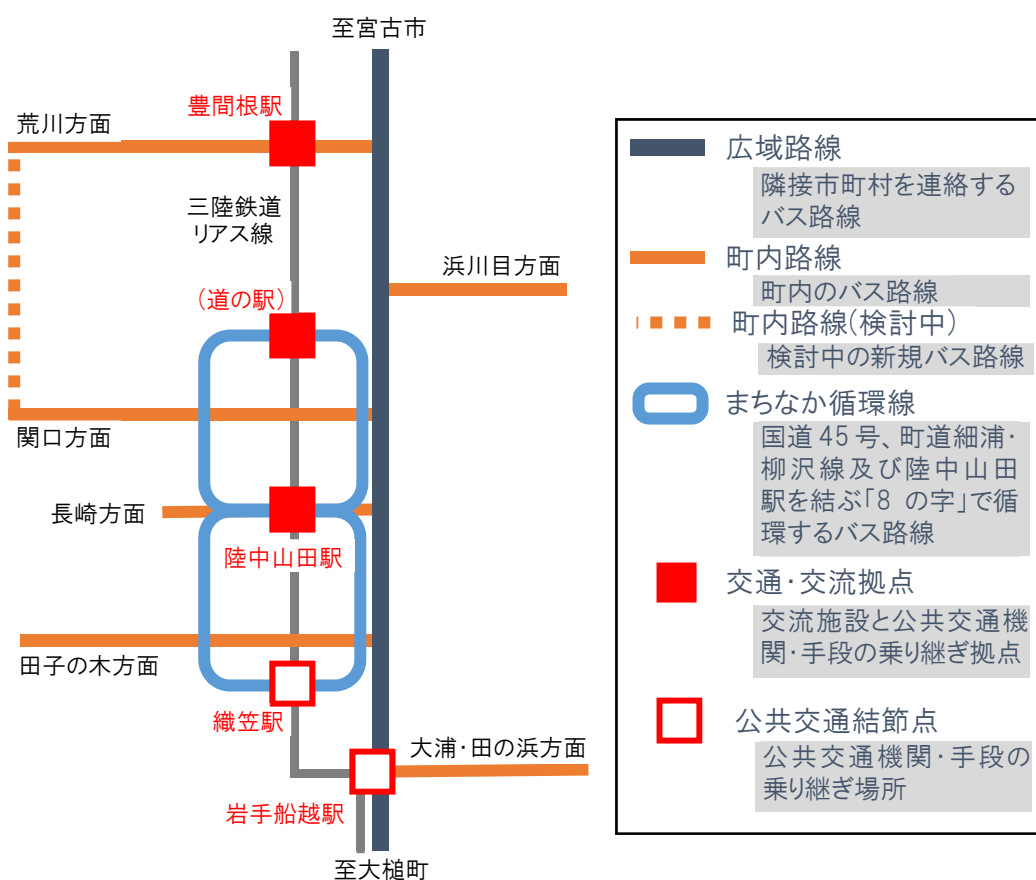 至宮古市
豊間根駅
荒川方面
三陸鉄道
リアス線
浜川目方面
(道の駅)
関口方面
長崎方面
陸中山田駅
田子の木方面
織笠駅
大浦・田の浜方面
岩手船越駅
至大槌町
広域路線
隣接市町村を連絡する
バス路線
町内路線
町内のバス路線
町内路線(検討中)
検討中の新規バス路線
まちなか循環線
国道45号、町道細浦・
柳沢線及び陸中山田
駅を結ぶ「8の字」で循
環するバス路線
交通・交流拠点
交流施設と公共交通機
関・手段の乗り継ぎ拠点
公共交通結節点
公共交通機関・手段の
乗り継ぎ場所